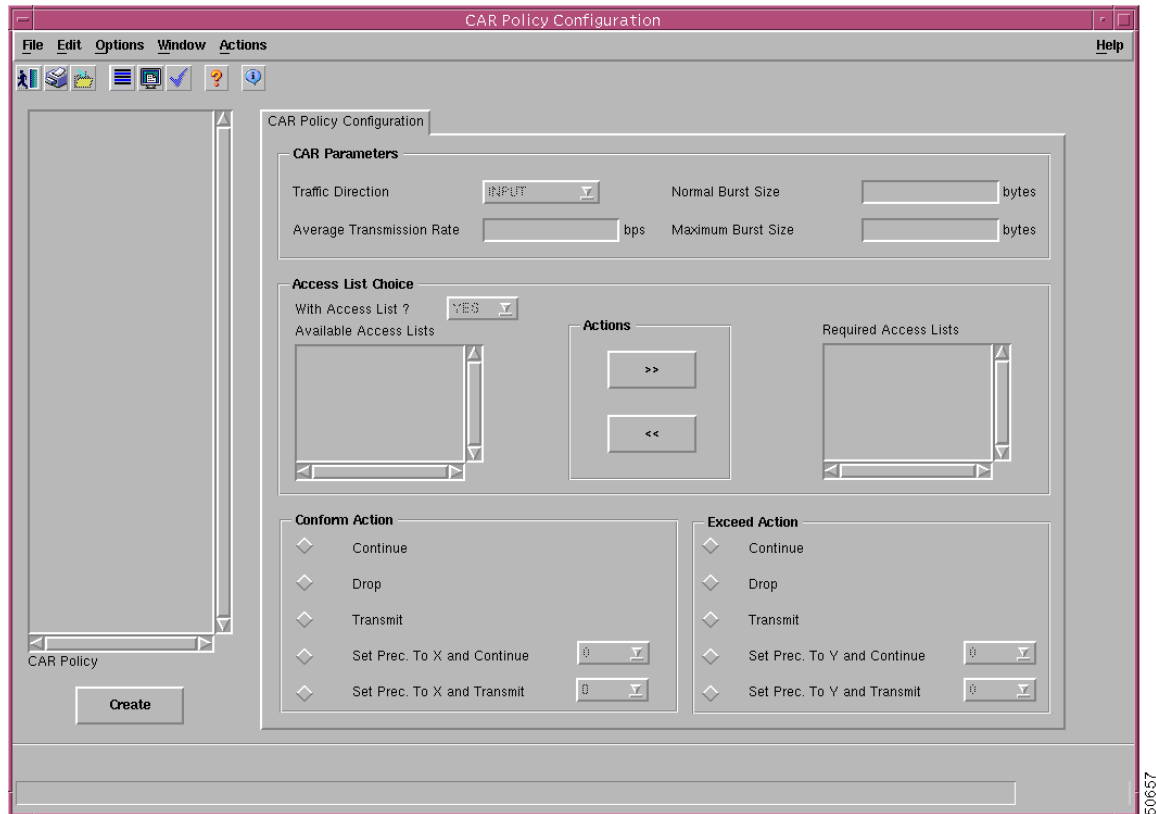 CAR Policy Configuration
File Edit Options Window Actions Help
CAR Policy Configuration
CAR Parameters
Traffic Direction INPUT Normal Burst Size bytes
Average Transmission Rate bps Maximum Burst Size bytes
Access List Choice
With Access List ? YES
Available Access Lists Actions Required Access Lists
>>
<<
Conform Action Exceed Action
Continue Continue
Drop Drop
Transmit Transmit
Set Prec. To X and Continue 0 Set Prec. To Y and Continue 0
Set Prec. To X and Transmit 0 Set Prec. To Y and Transmit 0
CAR Policy
Create
50657